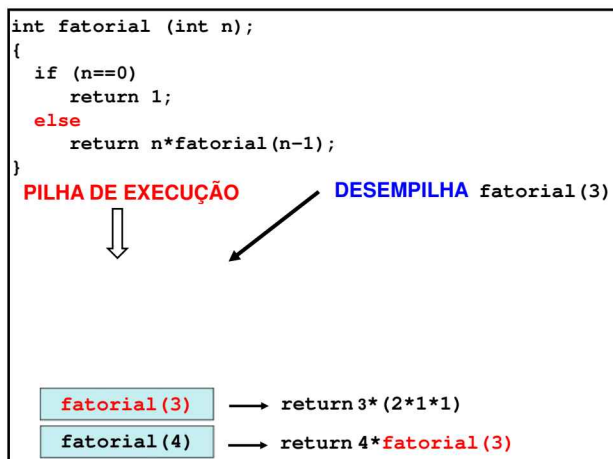 int fatorial (int n);
{
if (n==0)
return 1;
else
return n*fatorial(n-1);
}
PILHA DE EXECUÇÃO
DESEMPILHA fatorial(3)
fatorial(3)
return 3*(2*1*1)
fatorial(4)
return 4*fatorial(3)